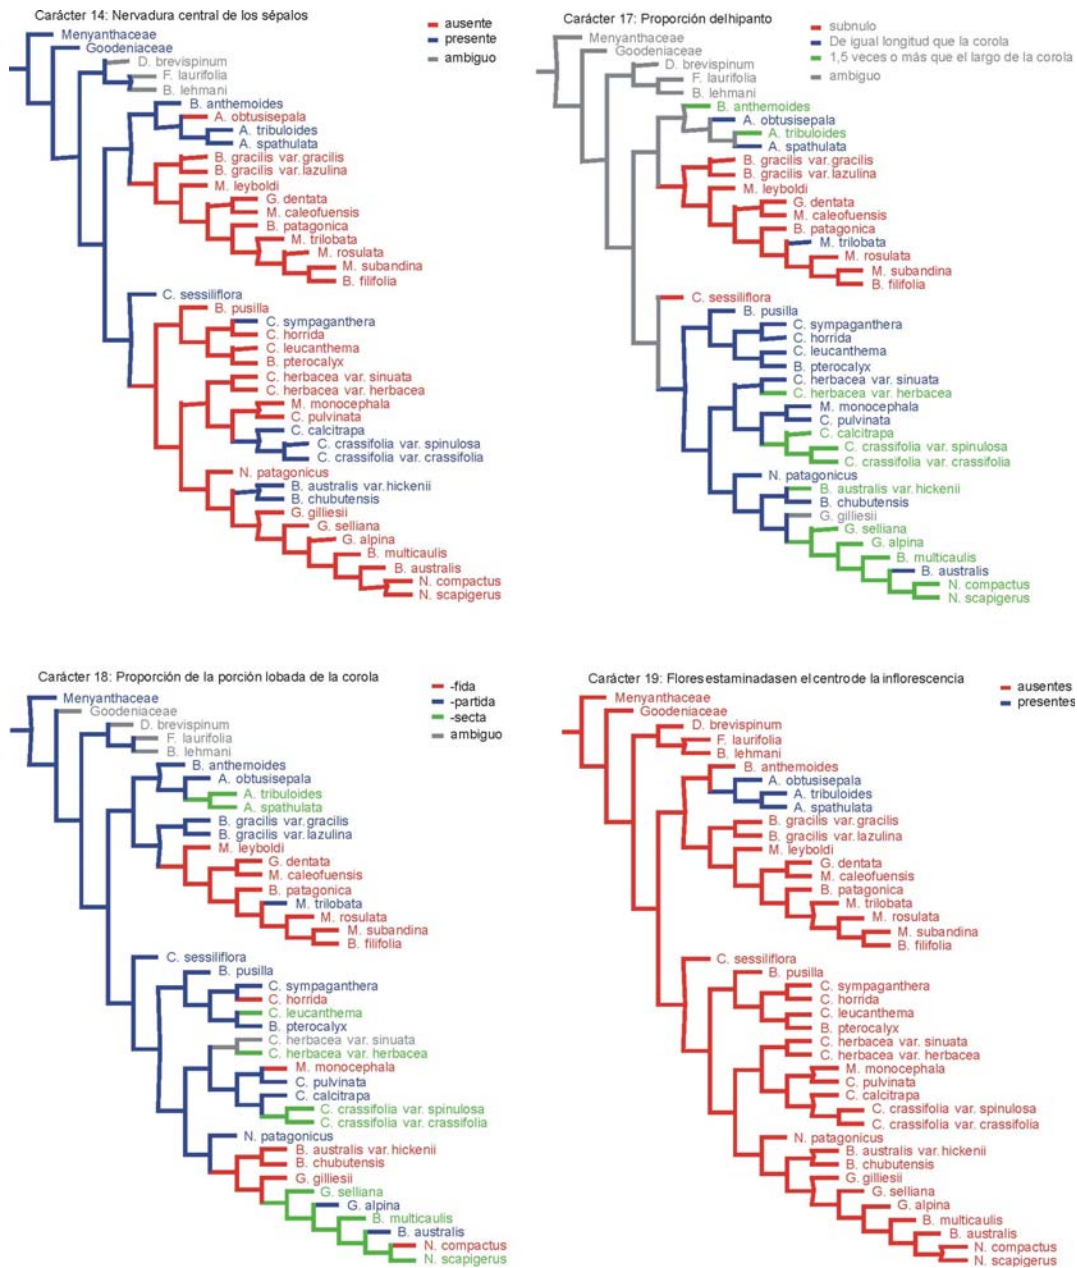 Carácter 14: Nervadura central de los sépalos
ausente
presente
ambiguo
Menyanthaceae
Goodeniaceae
D. brevispinum
F. laurifolia
B. lehmani
B. anthemoides
A. obtusisepala
A. tribuloides
A. spathulata
B. gracilis var. gracilis
B. gracilis var. lazulina
M. leyboldi
G. dentata
M. caleofuensis
B. patagonica
M. trilobata
M. rosulata
M. subandina
B. filifolia
C. sessiliflora
B. pusilla
C. sympaganthera
C. horrida
C. leucanthema
B. pterocalyx
C. herbacea var. sinuata
C. herbacea var. herbacea
M. monocephala
C. pulvinata
C. calcitrapa
C. crassifolia var. spinulosa
C. crassifolia var. crassifolia
N. patagonicus
B. australis var. hickenii
B. chubutensis
G. gilliesii
G. selliana
G. alpina
B. multicaulis
B. australis
N. compactus
N. scapigerus
Carácter 17: Proporción delhipanto
subnulo
De igual longitud que la corola
1,5 veces o más que el largo de la corola
ambiguo
Menyanthaceae
Goodeniaceae
D. brevispinum
F. laurifolia
B. lehmani
B. anthemoides
A. obtusisepala
A. tribuloides
A. spathulata
B. gracilis var. gracilis
B. gracilis var. lazulina
M. leyboldi
G. dentata
M. caleofuensis
B. patagonica
M. trilobata
M. rosulata
M. subandina
B. filifolia
C. sessiliflora
B. pusilla
C. sympaganthera
C. horrida
C. leucanthema
B. pterocalyx
C. herbacea var. sinuata
C. herbacea var. herbacea
M. monocephala
C. pulvinata
C. calcitrapa
C. crassifolia var. spinulosa
C. crassifolia var. crassifolia
N. patagonicus
B. australis var. hickenii
B. chubutensis
G. gilliesii
G. selliana
G. alpina
B. multicaulis
B. australis
N. compactus
N. scapigerus
Carácter 18: Proporción de la porción lobada de la corola
-fida
-partida
-secta
ambiguo
Menyanthaceae
Goodeniaceae
D. brevispinum
F. laurifolia
B. lehmani
B. anthemoides
A. obtusisepala
A. tribuloides
A. spathulata
B. gracilis var. gracilis
B. gracilis var. lazulina
M. leyboldi
G. dentata
M. caleofuensis
B. patagonica
M. trilobata
M. rosulata
M. subandina
B. filifolia
C. sessiliflora
B. pusilla
C. sympaganthera
C. horrida
C. leucanthema
B. pterocalyx
C. herbacea var. sinuata
C. herbacea var. herbacea
M. monocephala
C. pulvinata
C. calcitrapa
C. crassifolia var. spinulosa
C. crassifolia var. crassifolia
N. patagonicus
B. australis var. hickenii
B. chubutensis
G. gilliesii
G. selliana
G. alpina
B. multicaulis
B. australis
N. compactus
N. scapigerus
Carácter 19: Flores estaminadas en el centro de la inflorescencia
ausentes
presentes
Menyanthaceae
Goodeniaceae
D. brevispinum
F. laurifolia
B. lehmani
B. anthemoides
A. obtusisepala
A. tribuloides
A. spathulata
B. gracilis var. gracilis
B. gracilis var. lazulina
M. leyboldi
G. dentata
M. caleofuensis
B. patagonica
M. trilobata
M. rosulata
M. subandina
B. filifolia
C. sessiliflora
B. pusilla
C. sympaganthera
C. horrida
C. leucanthema
B. pterocalyx
C. herbacea var. sinuata
C. herbacea var. herbacea
M. monocephala
C. pulvinata
C. calcitrapa
C. crassifolia var. spinulosa
C. crassifolia var. crassifolia
N. patagonicus
B. australis var. hickenii
B. chubutensis
G. gilliesii
G. selliana
G. alpina
B. multicaulis
B. australis
N. compactus
N. scapigerus